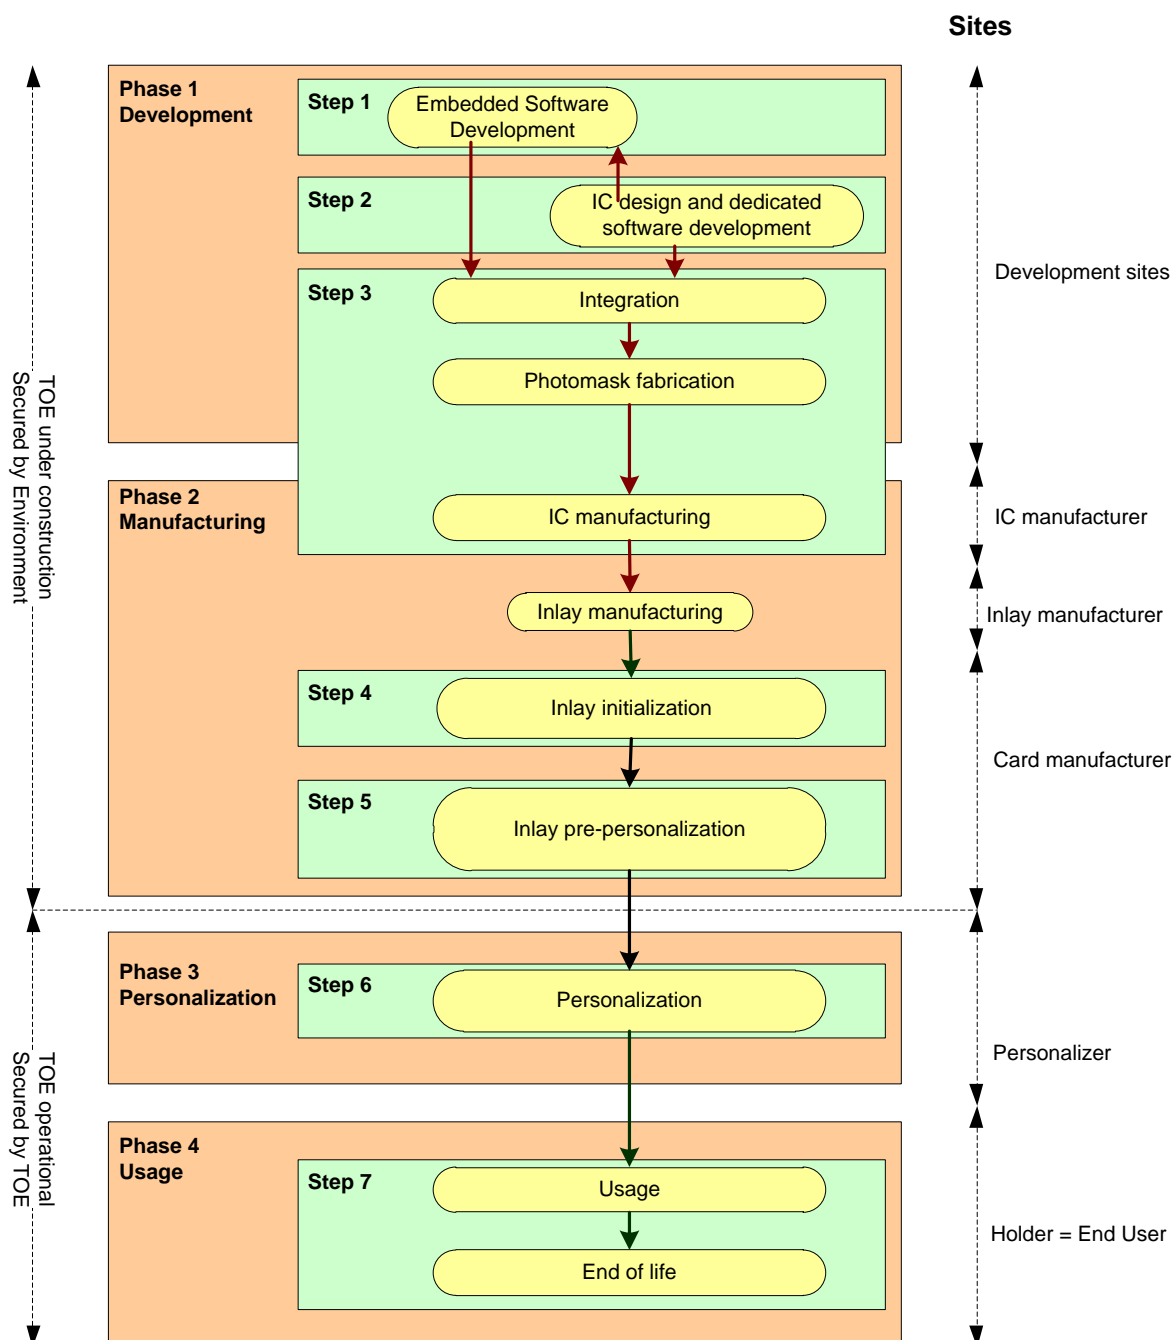 Sites
Phase 1
Development
Step 1
Embedded Software
Development
Step 2
IC design and dedicated
software development
Step 3
Integration
Photomask fabrication
Development sites
TOE under construction
Secured by Environment
Phase 2
Manufacturing
IC manufacturing
IC manufacturer
Inlay manufacturing
Inlay manufacturer
Step 4
Inlay initialization
Card manufacturer
Step 5
Inlay pre-personalization
Phase 3
Personalization
Step 6
Personalization
Personalizer
TOE operational
Secured by TOE
Phase 4
Usage
Step 7
Usage
Holder = End User
End of life